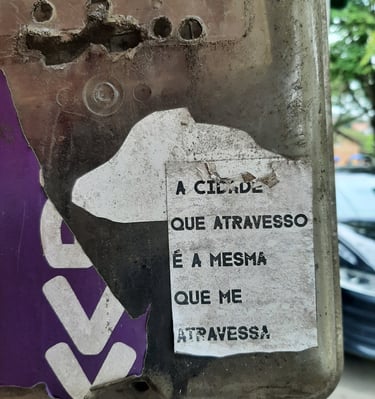 A CIDADE
QUE ATRAVESSO
É A MESMA
QUE ME
ATRAVESSA